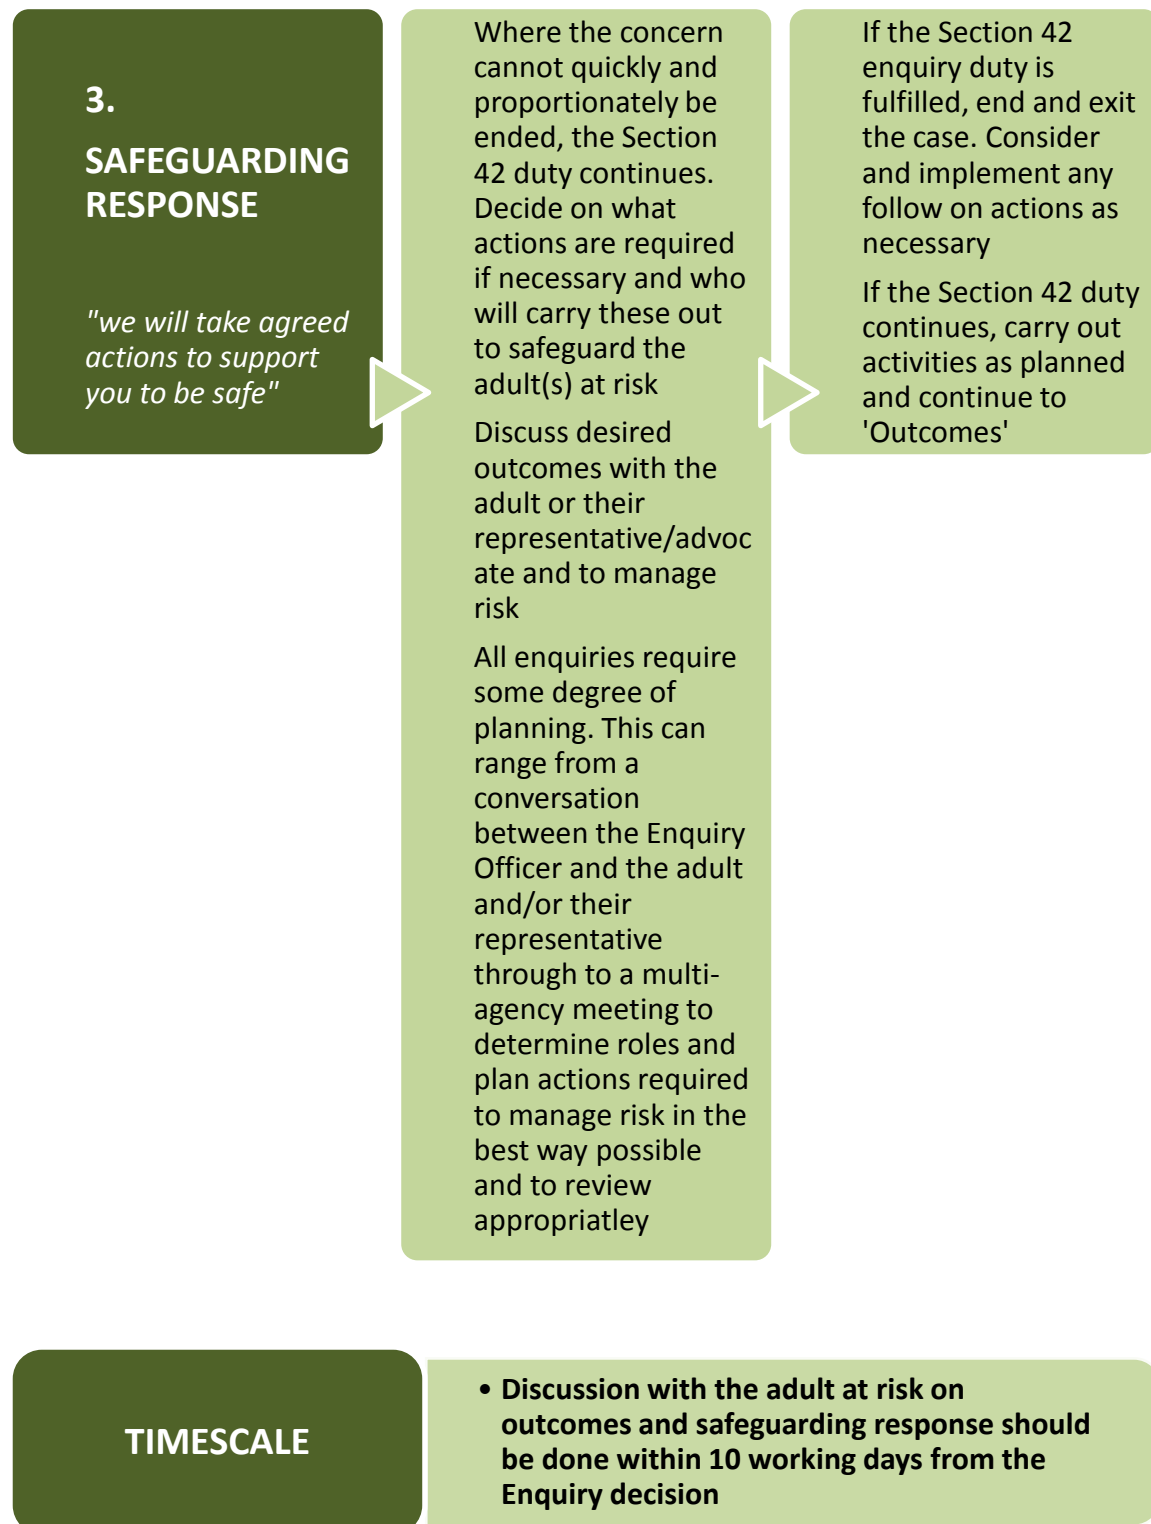 3.
SAFEGUARDING
RESPONSE
"we will take agreed
actions to support
you to be safe"
Where the concern
cannot quickly and
proportionately be
ended, the Section
42 duty continues.
Decide on what
actions are required
if necessary and who
will carry these out
to safeguard the
adult(s) at risk
Discuss desired
outcomes with the
adult or their
representative/advoc
ate and to manage
risk
All enquiries require
some degree of
planning. This can
range from a
conversation
between the Enquiry
Officer and the adult
and/or their
representative
through to a multi-
agency meeting to
determine roles and
plan actions required
to manage risk in the
best way possible
and to review
appropriatley
If the Section 42
enquiry duty is
fulfilled, end and exit
the case. Consider
and implement any
follow on actions as
necessary
If the Section 42 duty
continues, carry out
activities as planned
and continue to
'Outcomes'
TIMESCALE
• Discussion with the adult at risk on
outcomes and safeguarding response should
be done within 10 working days from the
Enquiry decision